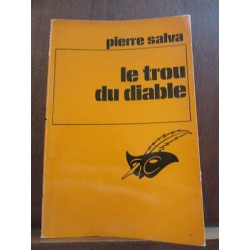 pierre salva
le trou
du diable